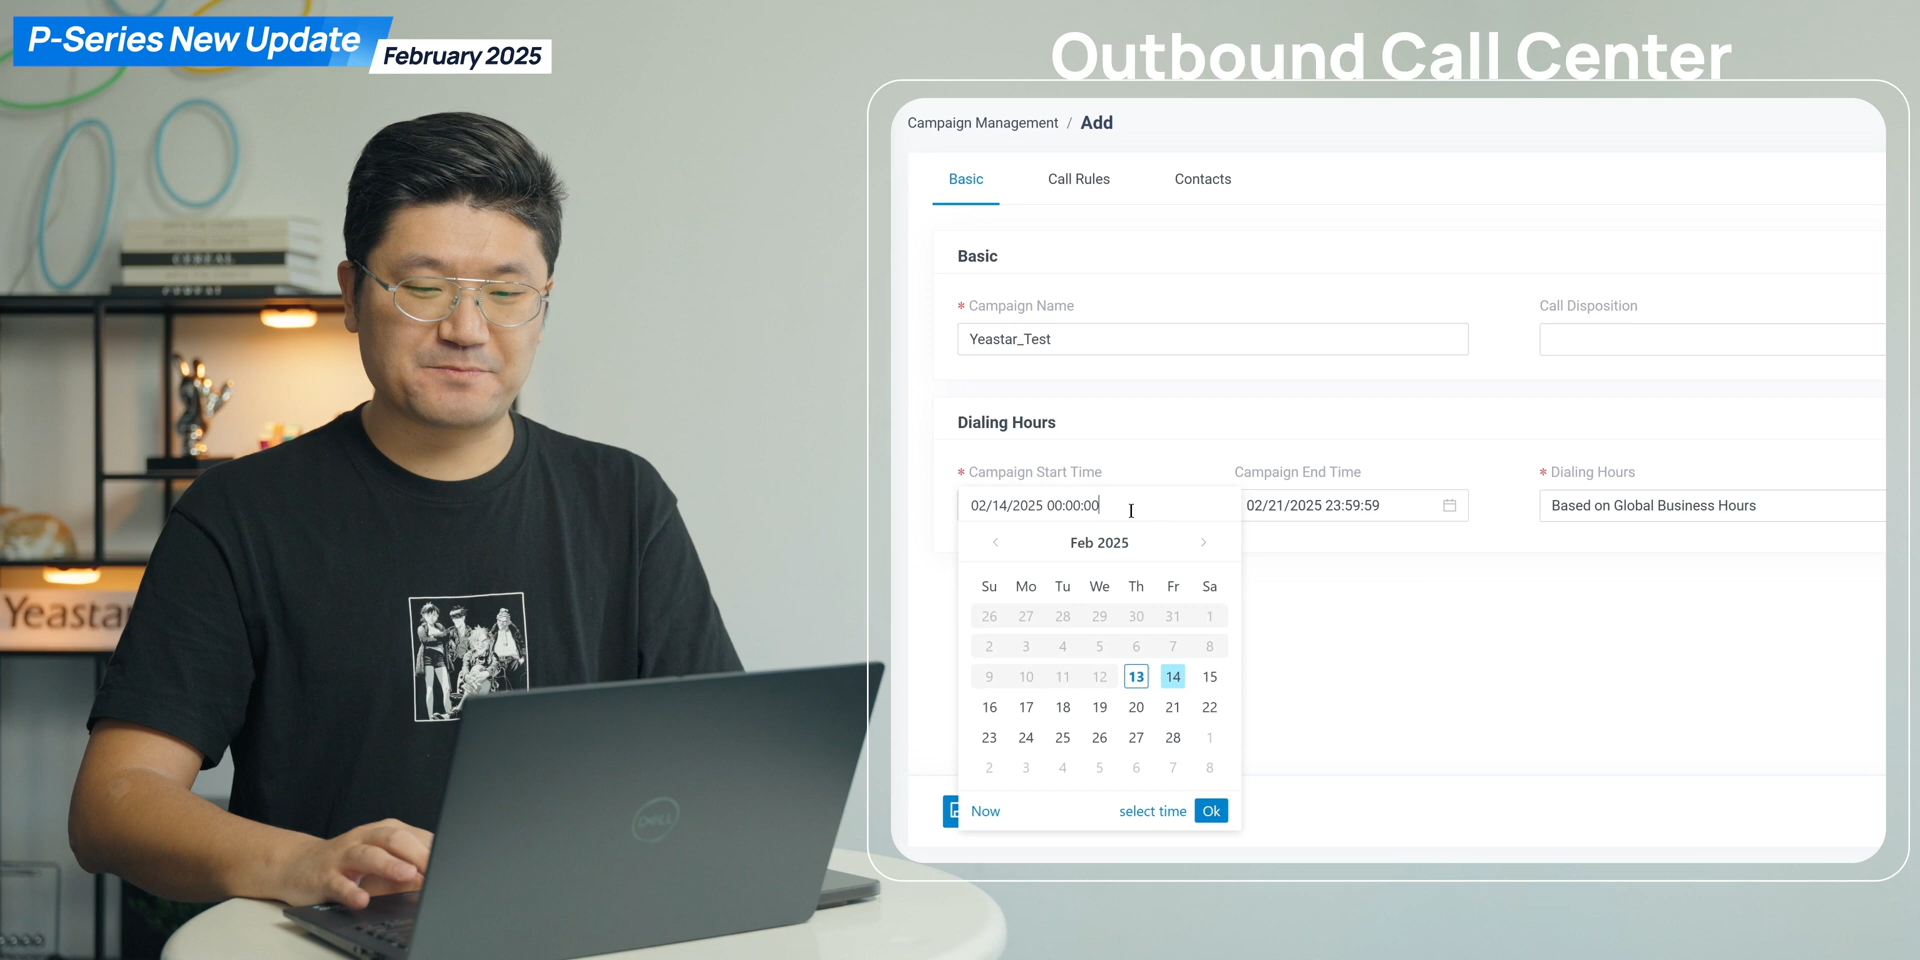 P-Series New Update
February 2025
Outbound Call Center
Campaign Management / Add
Basic
Call Rules
Contacts
Basic
* Campaign Name
Call Disposition
Yeastar_Test
Dialing Hours
* Campaign Start Time
Campaign End Time
* Dialing Hours
02/14/2025 00:00:00
02/21/2025 23:59:59
Based on Global Business Hours
Feb 2025
Su Mo Tu We Th Fr Sa
26 27 28 29 30 31 1
2 3 4 5 6 7 8
9 10 11 12 13 14 15
16 17 18 19 20 21 22
23 24 25 26 27 28 1
2 3 4 5 6 7 8
Now
select time
Ok
CEREAL
CEREAL
Yeastar
DELL